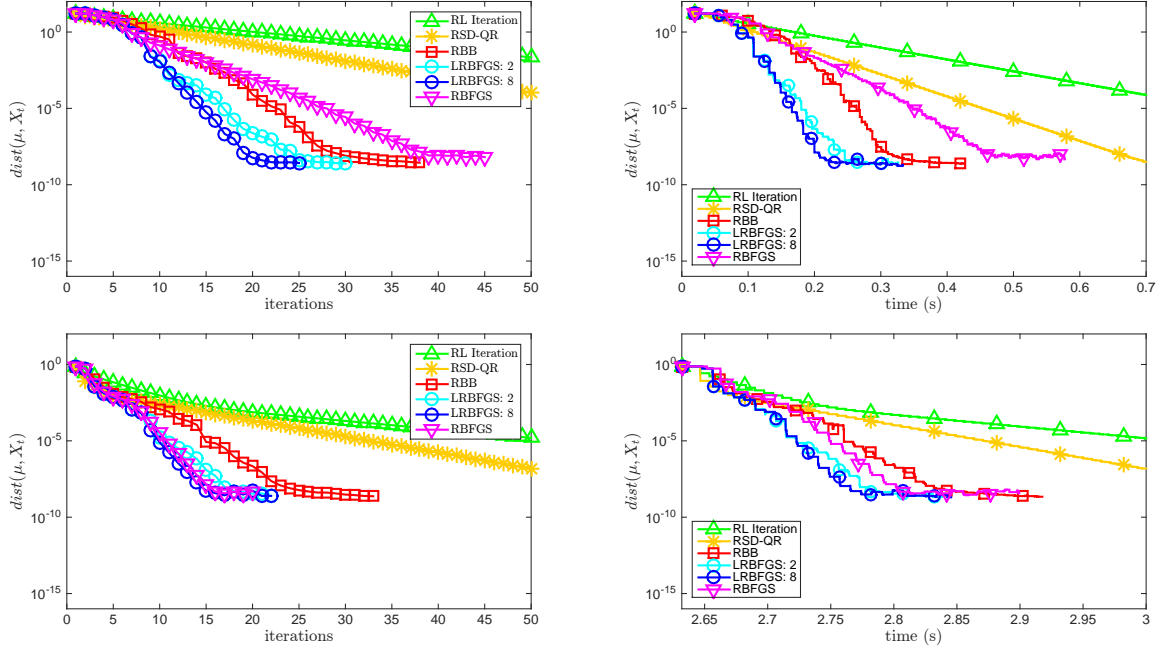 dist(μ, X_t)
10^0
10^-5
10^-10
10^-15
0 5 10 15 20 25 30 35 40 45 50
iterations
RL Iteration
RSD-QR
RBB
LRBFGS: 2
LRBFGS: 8
RBFGS
dist(μ, X_t)
10^0
10^-5
10^-10
10^-15
0 0.1 0.2 0.3 0.4 0.5 0.6 0.7
time (s)
RL Iteration
RSD-QR
RBB
LRBFGS: 2
LRBFGS: 8
RBFGS
dist(μ, X_t)
10^0
10^-5
10^-10
10^-15
0 5 10 15 20 25 30 35 40 45 50
iterations
RL Iteration
RSD-QR
RBB
LRBFGS: 2
LRBFGS: 8
RBFGS
dist(μ, X_t)
10^0
10^-5
10^-10
10^-15
2.65 2.7 2.75 2.8 2.85 2.9 2.95 3
time (s)
RL Iteration
RSD-QR
RBB
LRBFGS: 2
LRBFGS: 8
RBFGS